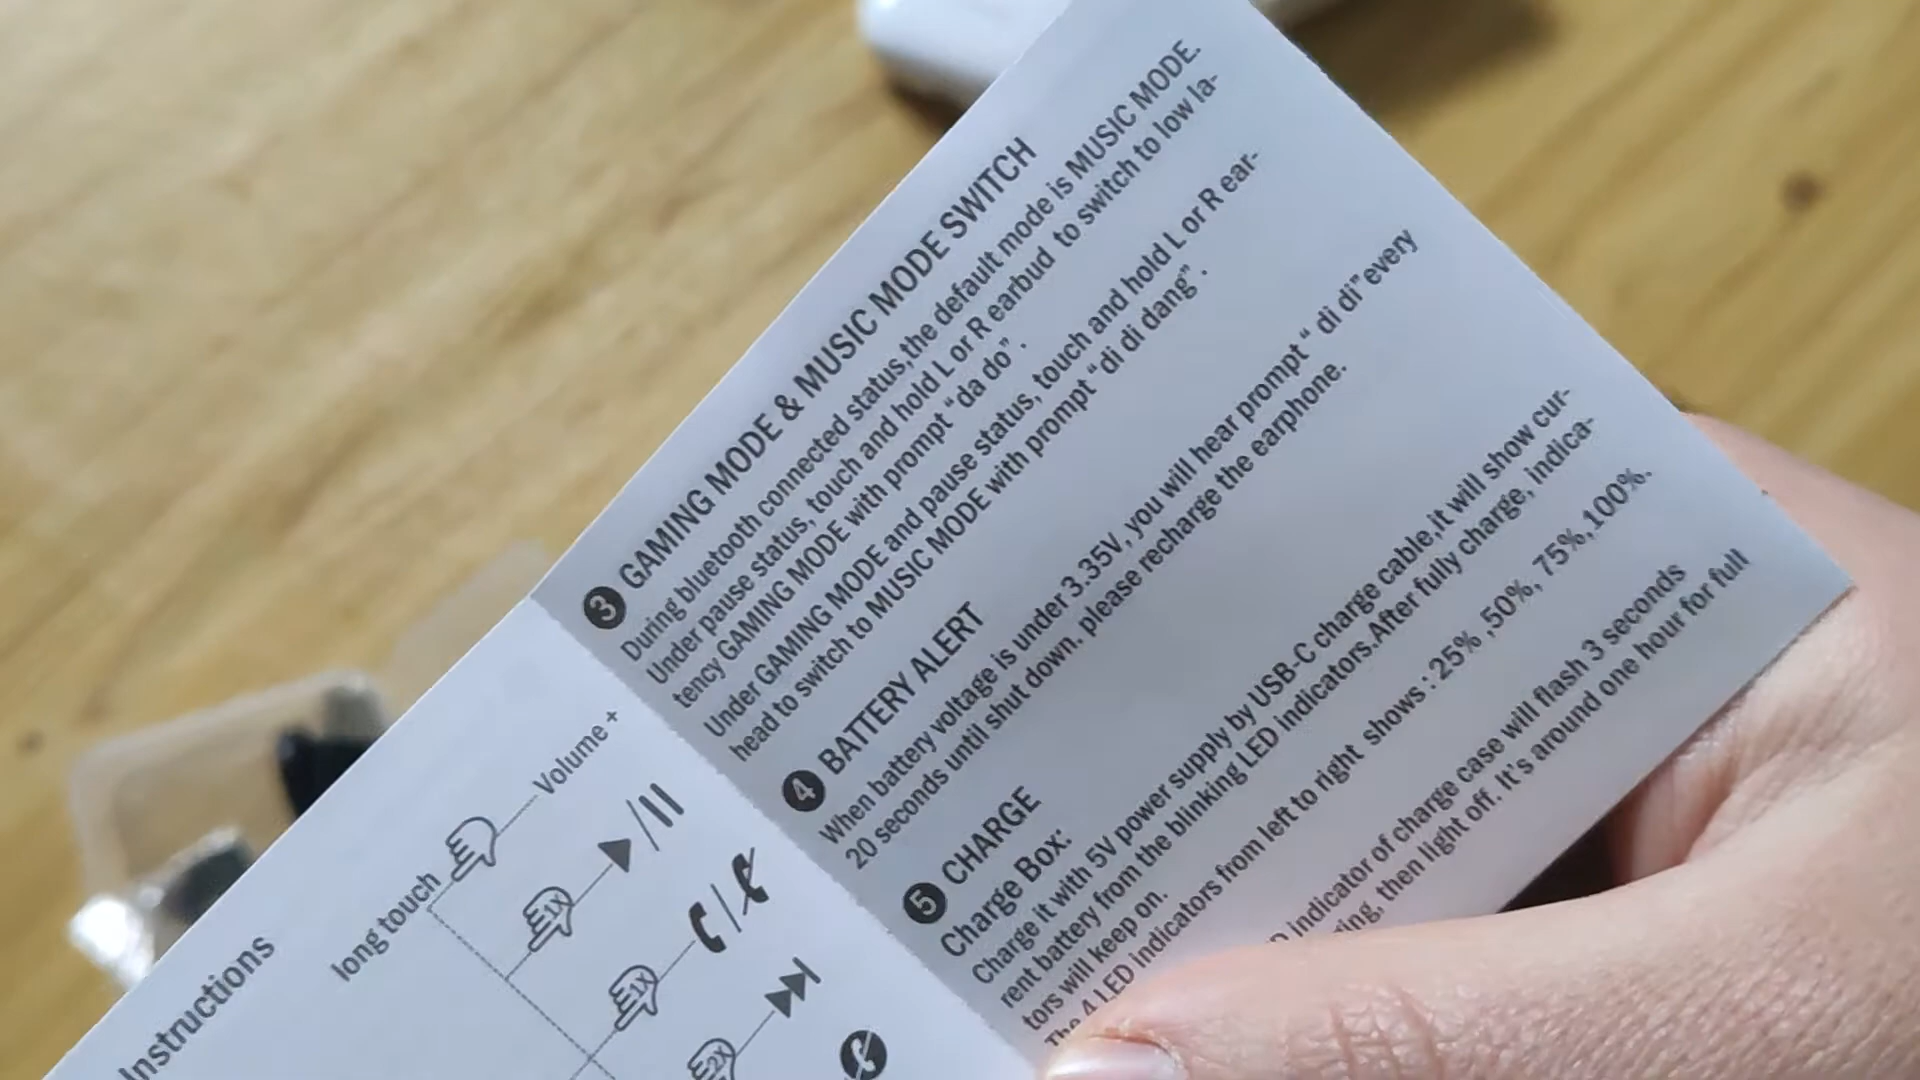 Instructions
long touch
Volume +
1X
1X
2X
3 GAMING MODE & MUSIC MODE SWITCH
During bluetooth connected status,the default mode is MUSIC MODE.
Under pause status, touch and hold L or R earbud to switch to low la-
tency GAMING MODE with prompt “da do”.
Under GAMING MODE and pause status, touch and hold L or R ear-
head to switch to MUSIC MODE with prompt “di di dang”.
4 BATTERY ALERT
When battery voltage is under 3.35V, you will hear prompt “ di di”every
20 seconds until shut down. please recharge the earphone.
5 CHARGE
Charge Box:
Charge it with 5V power supply by USB-C charge cable,it will show cur-
rent battery from the blinking LED indicators.After fully charge, indica-
tors will keep on.
The 4 LED indicators from left to right shows : 25% ,50%, 75%,100%.
indicator of charge case will flash 3 seconds
then light off. It's around one hour for full